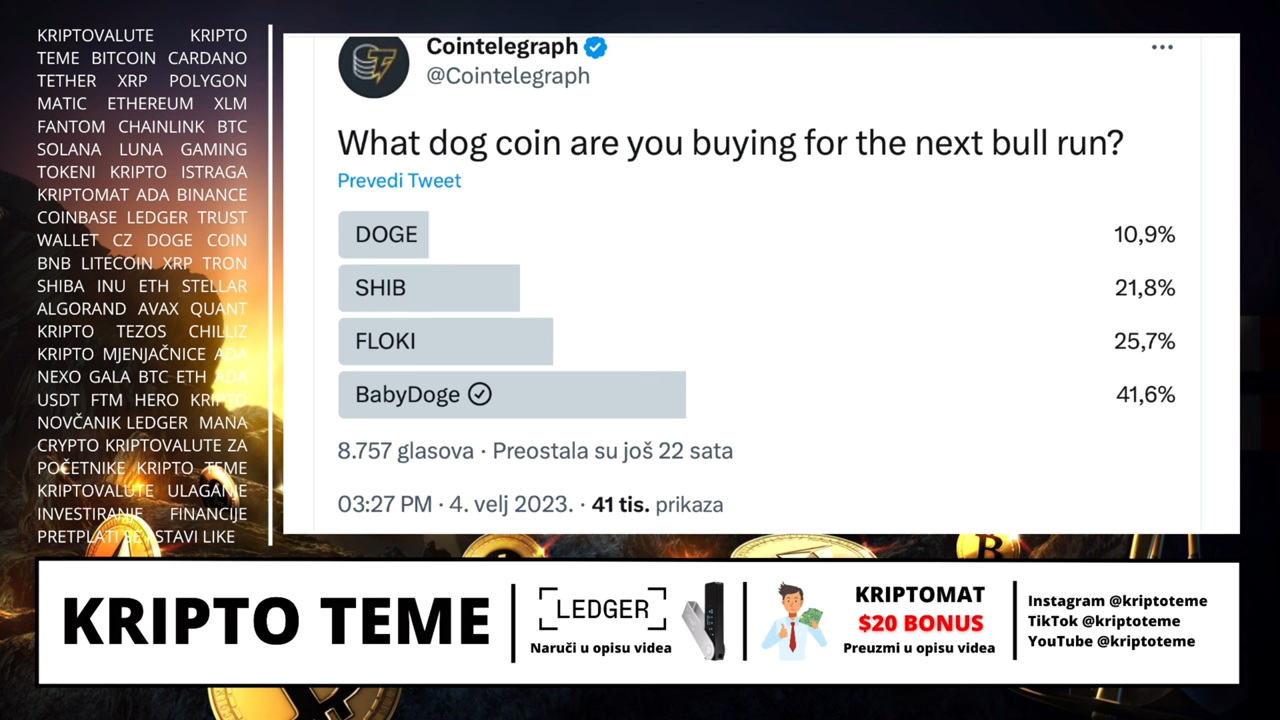 KRIPTOVALUTE KRIPTO
TEME BITCOIN CARDANO
TETHER XRP POLYGON
MATIC ETHEREUM XLM
FANTOM CHAINLINK BTC
SOLANA LUNA GAMING
TOKENI KRIPTO ISTRAGA
KRIPTOMAT ADA BINANCE
COINBASE LEDGER TRUST
WALLET CZ DOGE COIN
BNB LITECOIN XRP TRON
SHIBA INU ETH STELLAR
ALGORAND AVAX QUANT
KRIPTO TEZOS CHILLIZ
KRIPTO MJENJAČNICE ADA
NEXO GALA BTC ETH ADA
USDT FTM HERO KRIPTO
NOVČANIK LEDGER MANA
CRYPTO KRIPTOVALUTE ZA
POČETNIKE KRIPTO TEME
KRIPTOVALUTE ULAGANJE
INVESTIRANJE FINANCIJE
PRETPLATI SE I STAVI LIKE
Cointelegraph
@Cointelegraph
What dog coin are you buying for the next bull run?
Prevedi Tweet
DOGE 10,9%
SHIB 21,8%
FLOKI 25,7%
BabyDoge 41,6%
8.757 glasova · Preostala su još 22 sata
03:27 PM · 4. velj 2023. · 41 tis. prikaza
KRIPTO TEME
LEDGER
Naruči u opisu videa
KRIPTOMAT
$20 BONUS
Preuzmi u opisu videa
Instagram @kriptoteme
TikTok @kriptoteme
YouTube @kriptoteme